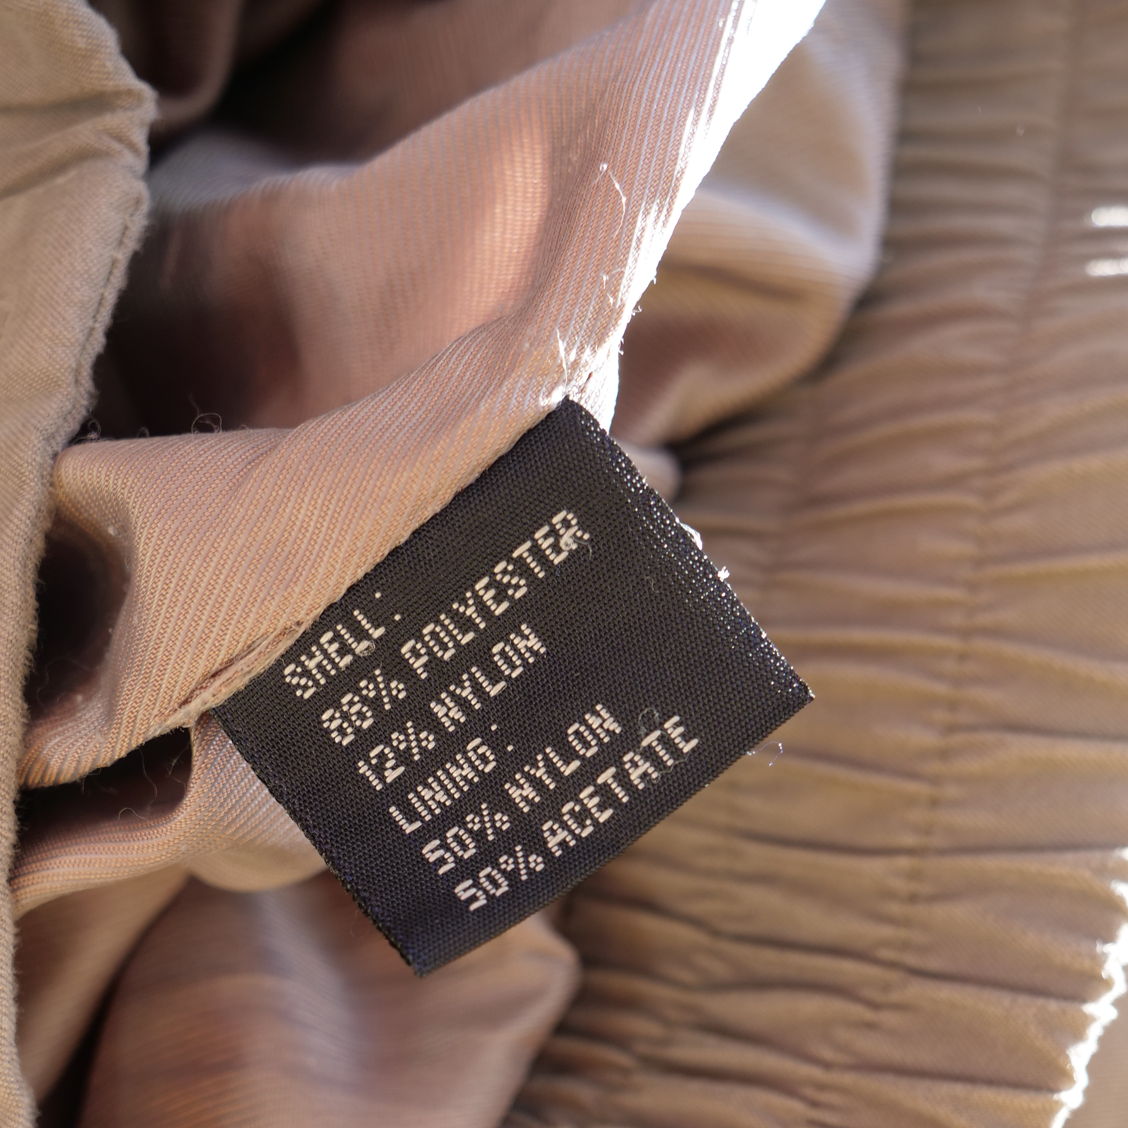 SHELL:
88% POLYESTER
12% NYLON
LINING:
50% NYLON
50% ACETATE